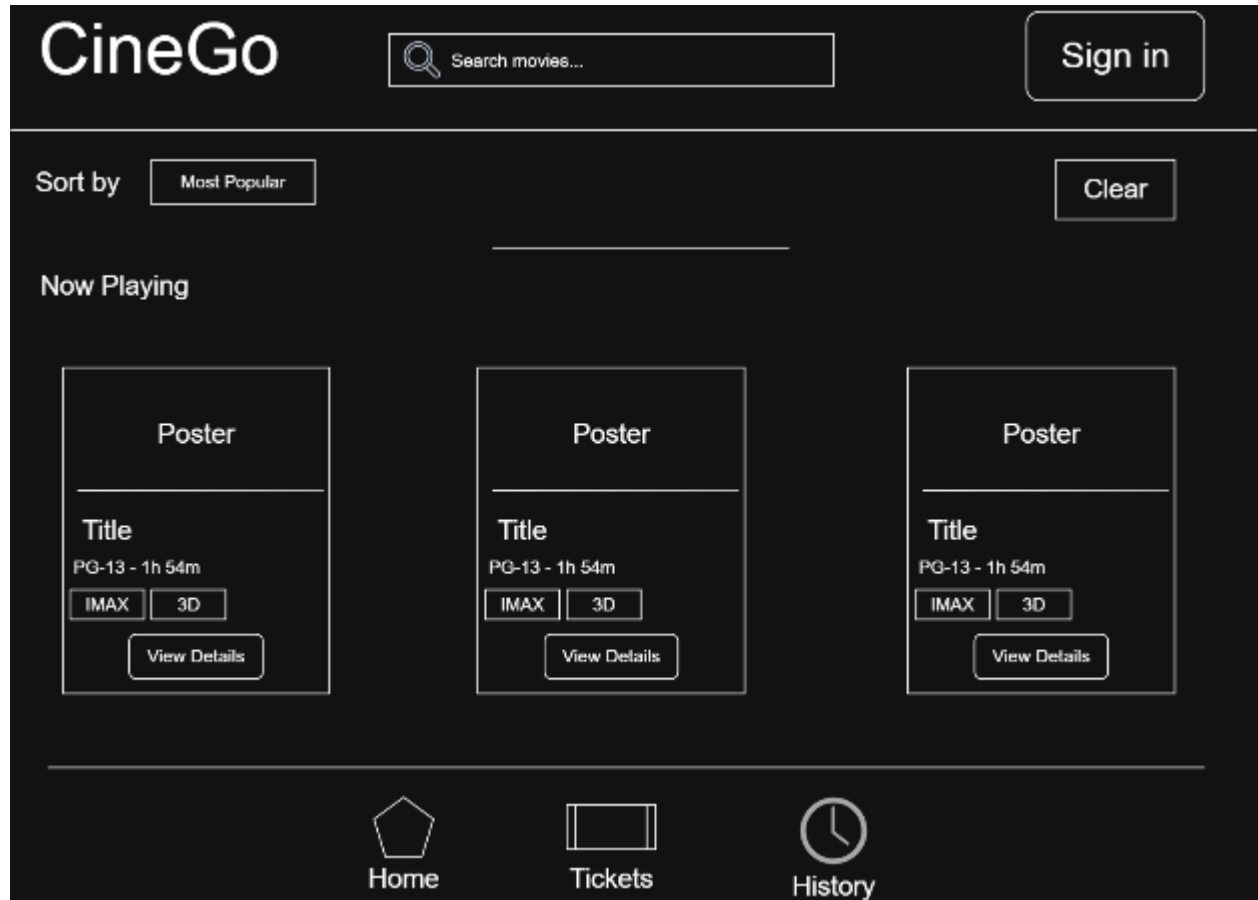 CineGo
Search movies...
Sign in
Sort by
Most Popular
Clear
Now Playing
Poster
Title
PG-13 - 1h 54m
IMAX
3D
View Details
Poster
Title
PG-13 - 1h 54m
IMAX
3D
View Details
Poster
Title
PG-13 - 1h 54m
IMAX
3D
View Details
Home
Tickets
History